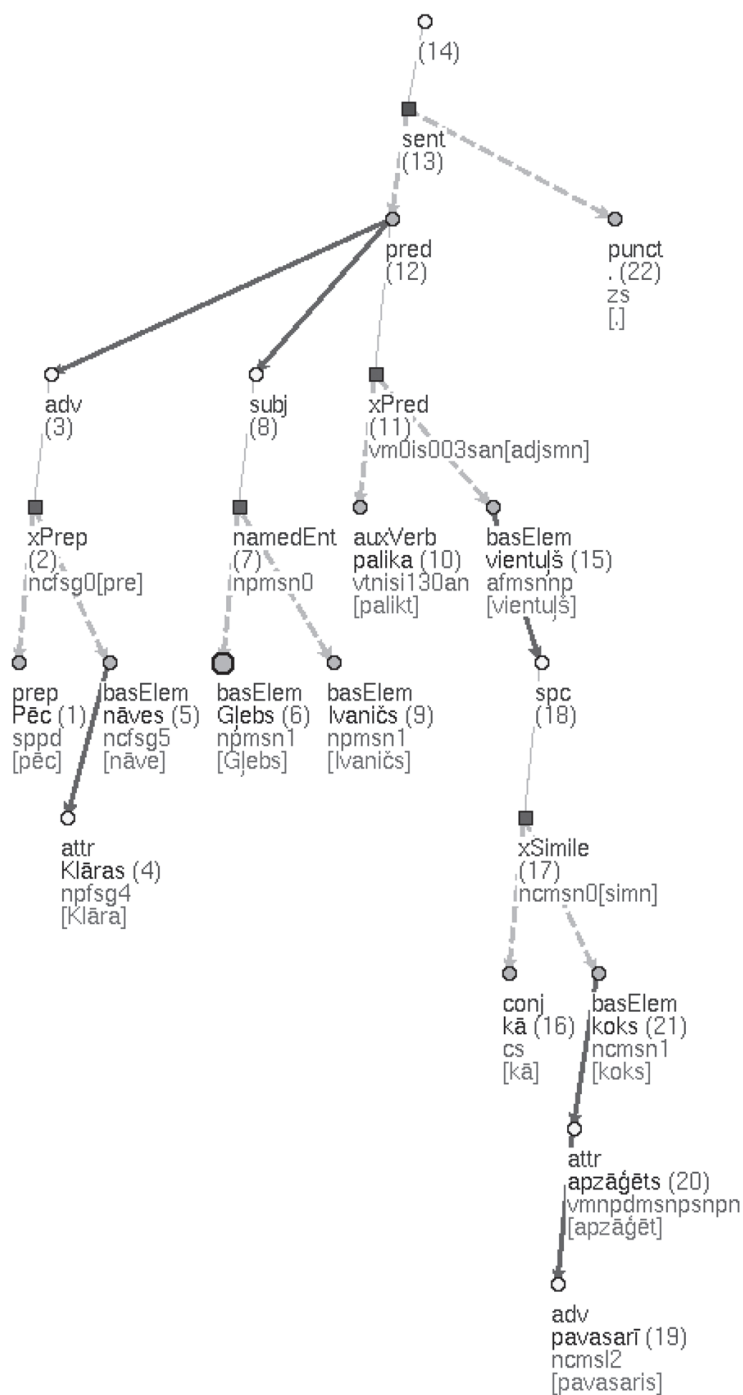 (14)
sent
(13)
pred
(12)
punct
. (22)
zs
[.]
adv
(3)
subj
(8)
xPred
(11)
vm0is003san[adjsmn]
xPrep
(2)
ncfsg0[pre]
namedEnt
(7)
npmsn0
auxVerb
palika (10)
vtnisi130an
[palikt]
basElem
vientuļš (15)
afmsnnp
[vientuļš]
prep
Pēc (1)
sppd
[pēc]
basElem
nāves (5)
ncfsg5
[nāve]
basElem
Gļebs (6)
npmsn1
[Gļebs]
basElem
Ivaničs (9)
npmsn1
[Ivaničs]
spc
(18)
attr
Klāras (4)
npfsg4
[Klāra]
xSimile
(17)
ncmsn0[simn]
conj
kā (16)
cs
[kā]
basElem
koks (21)
ncmsn1
[koks]
attr
apzāģēts (20)
vmnpdmsnpsnpn
[apzāģēt]
adv
pavasarī (19)
ncmsl2
[pavasaris]